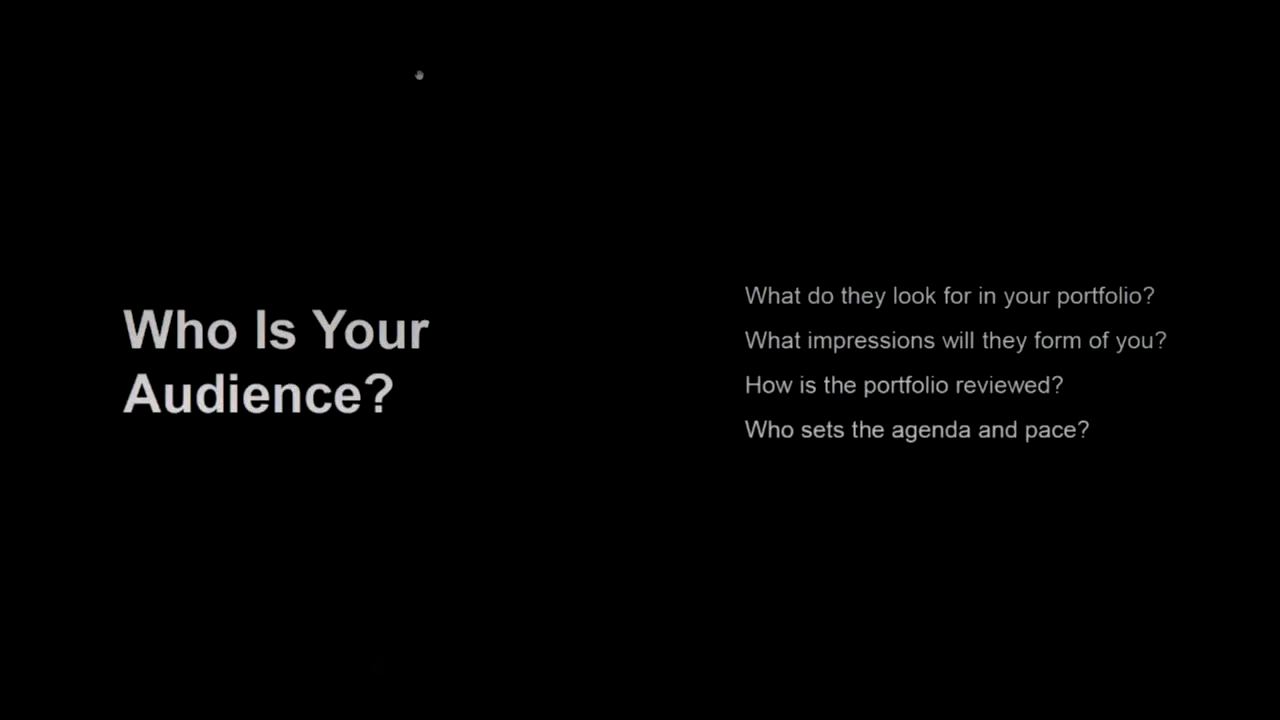 Who Is Your
Audience?
What do they look for in your portfolio?
What impressions will they form of you?
How is the portfolio reviewed?
Who sets the agenda and pace?